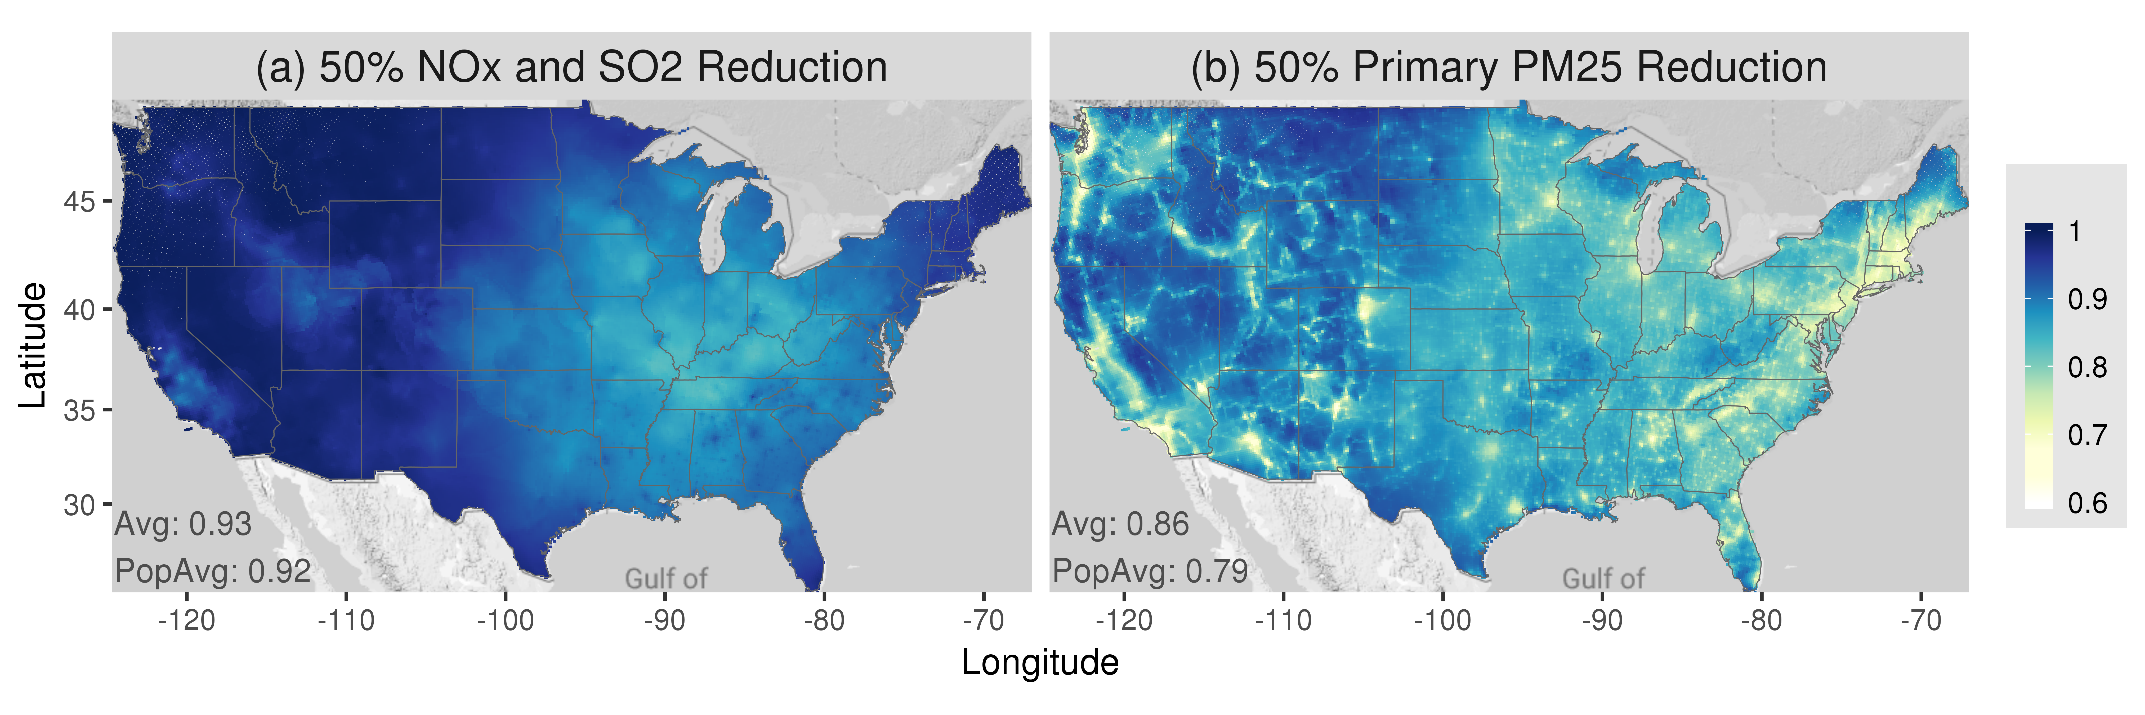 (a) 50% NOx and SO2 Reduction
(b) 50% Primary PM25 Reduction
Latitude
45
40
35
30
Avg: 0.93
PopAvg: 0.92
Gulf of
Avg: 0.86
PopAvg: 0.79
Gulf of
-120
-110
-100
-90
-80
-70
-120
-110
-100
-90
-80
-70
Longitude
1
0.9
0.8
0.7
0.6